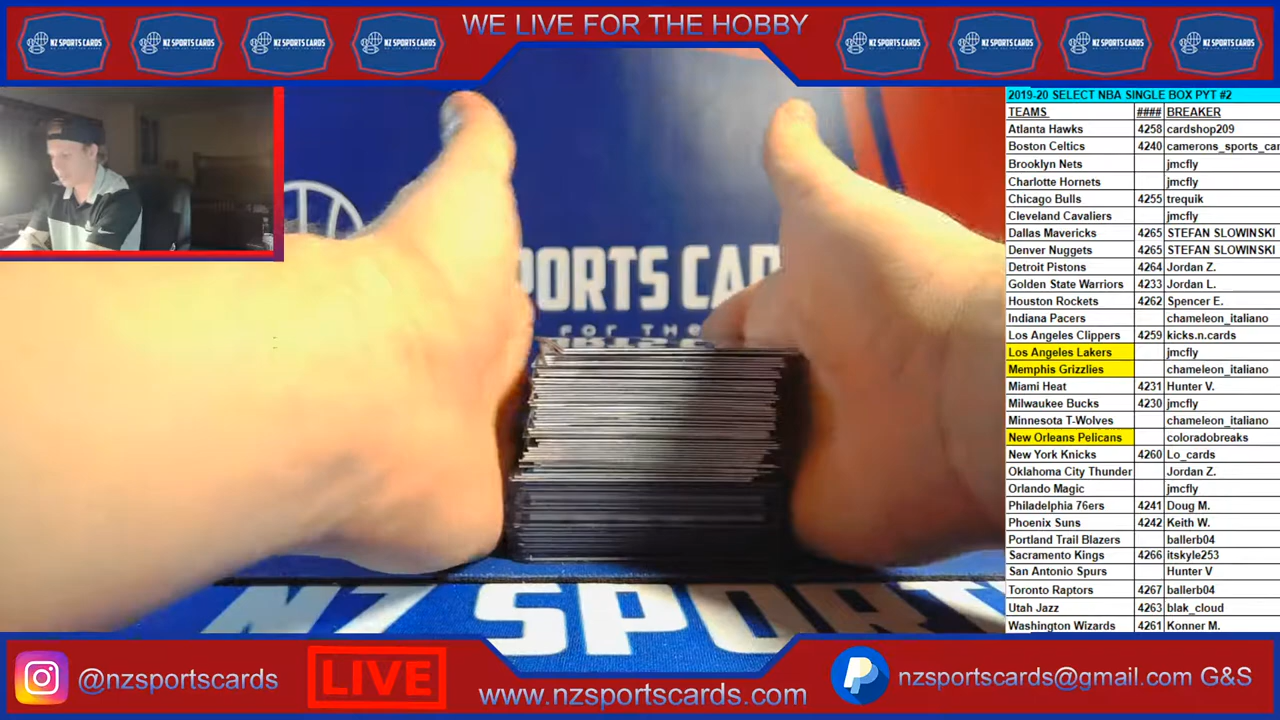 WE LIVE FOR THE HOBBY
NZ SPORTS CARDS
NZ SPORTS CARDS
NZ SPORTS CARDS
NZ SPORTS CARDS
NZ SPORTS CARDS
NZ SPORTS CARDS
NZ SPORTS CARDS
NZ SPORTS CARDS
PORTS CAR
FOR THE
NZ SPORT
2019-20 SELECT NBA SINGLE BOX PYT #2
TEAMS #### BREAKER
Atlanta Hawks 4258 cardshop209
Boston Celtics 4240 camerons_sports_car
Brooklyn Nets jmcfly
Charlotte Hornets jmcfly
Chicago Bulls 4255 trequik
Cleveland Cavaliers jmcfly
Dallas Mavericks 4265 STEFAN SLOWINSKI
Denver Nuggets 4265 STEFAN SLOWINSKI
Detroit Pistons 4264 Jordan Z.
Golden State Warriors 4233 Jordan L.
Houston Rockets 4262 Spencer E.
Indiana Pacers chameleon_italiano
Los Angeles Clippers 4259 kicks.n.cards
Los Angeles Lakers jmcfly
Memphis Grizzlies chameleon_italiano
Miami Heat 4231 Hunter V.
Milwaukee Bucks 4230 jmcfly
Minnesota T-Wolves chameleon_italiano
New Orleans Pelicans coloradobreaks
New York Knicks 4260 Lo_cards
Oklahoma City Thunder Jordan Z.
Orlando Magic jmcfly
Philadelphia 76ers 4241 Doug M.
Phoenix Suns 4242 Keith W.
Portland Trail Blazers ballerb04
Sacramento Kings 4266 itskyle253
San Antonio Spurs Hunter V
Toronto Raptors 4267 ballerb04
Utah Jazz 4263 blak_cloud
Washington Wizards 4261 Konner M.
@nzsportscards
LIVE
www.nzsportscards.com
nzsportscards@gmail.com G&S